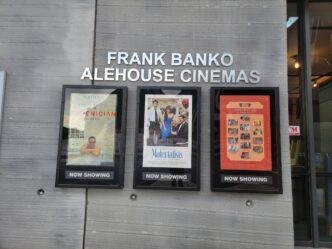 FRANK BANKO
ALEHOUSE CINEMAS
Materialists
NOW SHOWING
NOW SHOWING
NOW SHOWING